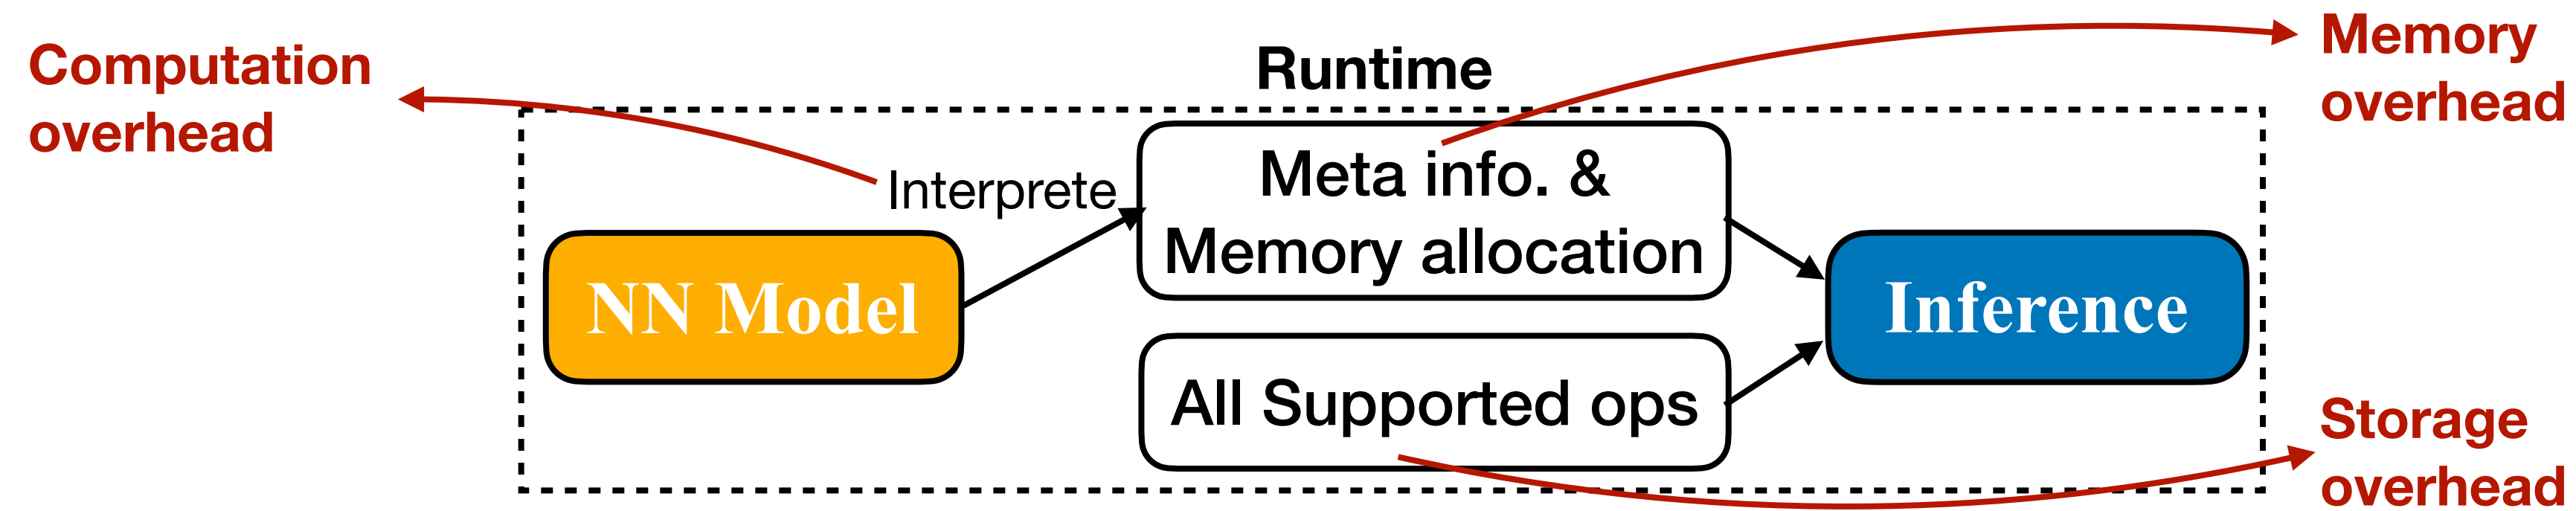 Computation
overhead
Runtime
Memory
overhead
Interprete
Meta info. &
Memory allocation
NN Model
Inference
All Supported ops
Storage
overhead